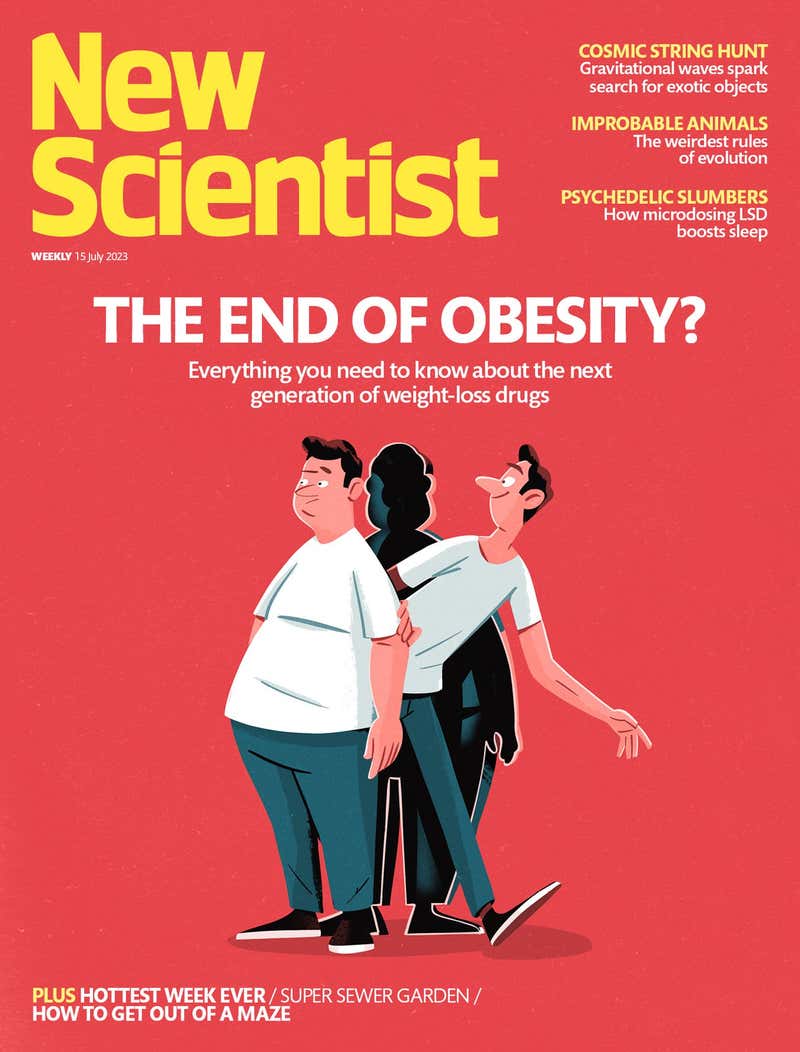 New
Scientist
WEEKLY 15 July 2023
COSMIC STRING HUNT
Gravitational waves spark
search for exotic objects
IMPROBABLE ANIMALS
The weirdest rules
of evolution
PSYCHEDELIC SLUMBERS
How microdosing LSD
boosts sleep
THE END OF OBESITY?
Everything you need to know about the next
generation of weight-loss drugs
PLUS HOTTEST WEEK EVER / SUPER SEWER GARDEN /
HOW TO GET OUT OF A MAZE